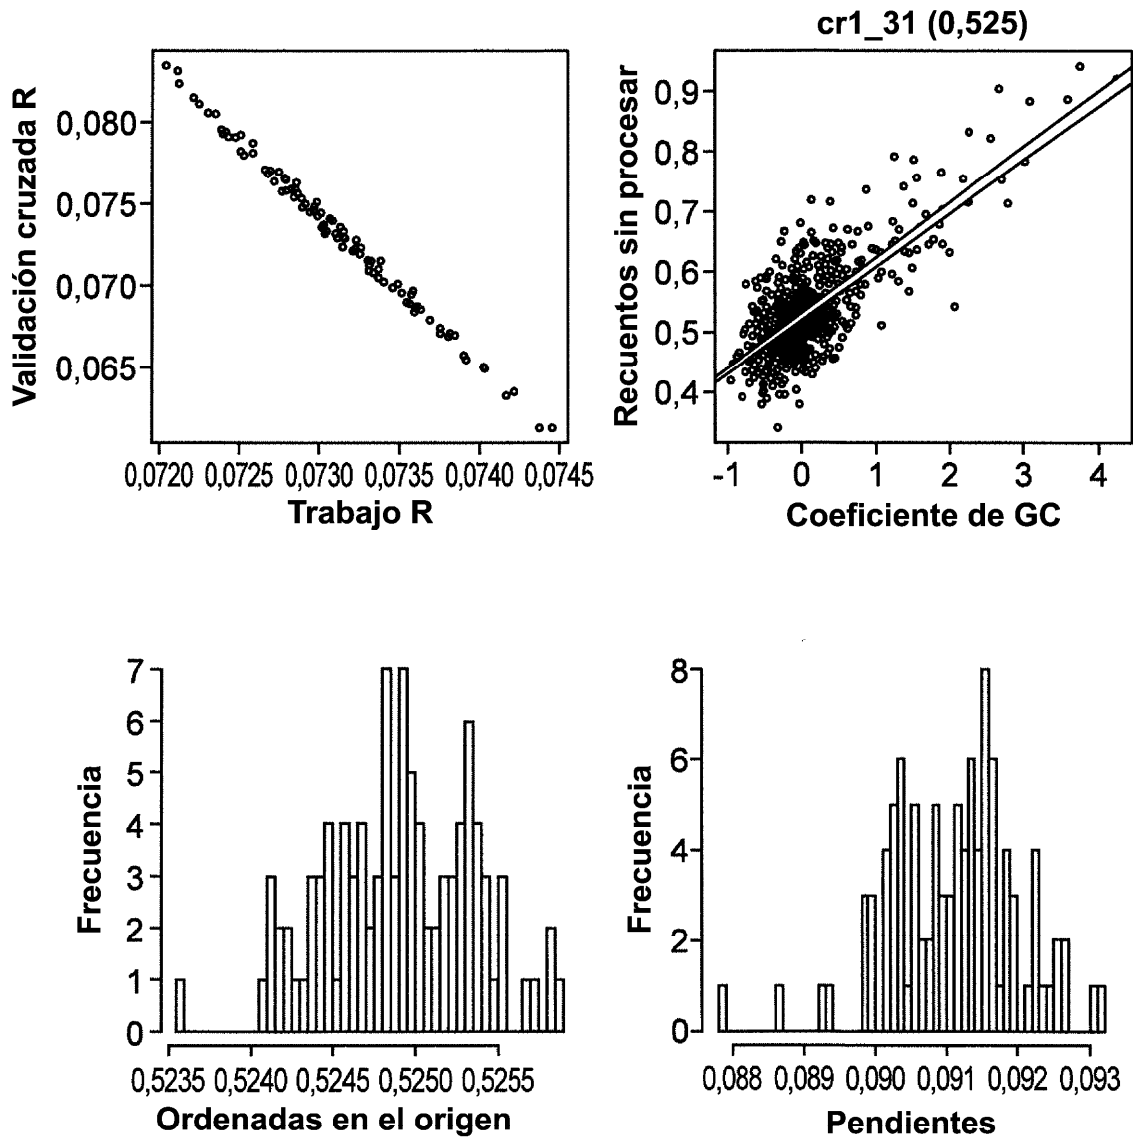 cr1_31 (0,525)
Validación cruzada R
0,080
0,075
0,070
0,065
0,0720 0,0725 0,0730 0,0735 0,0740 0,0745
Trabajo R
Recuentos sin procesar
0,9
0,8
0,7
0,6
0,5
0,4
-1 0 1 2 3 4
Coeficiente de GC
Frecuencia
7
6
5
4
3
2
1
0
0,5235 0,5240 0,5245 0,5250 0,5255
Ordenadas en el origen
Frecuencia
8
6
4
2
0
0,088 0,089 0,090 0,091 0,092 0,093
Pendientes